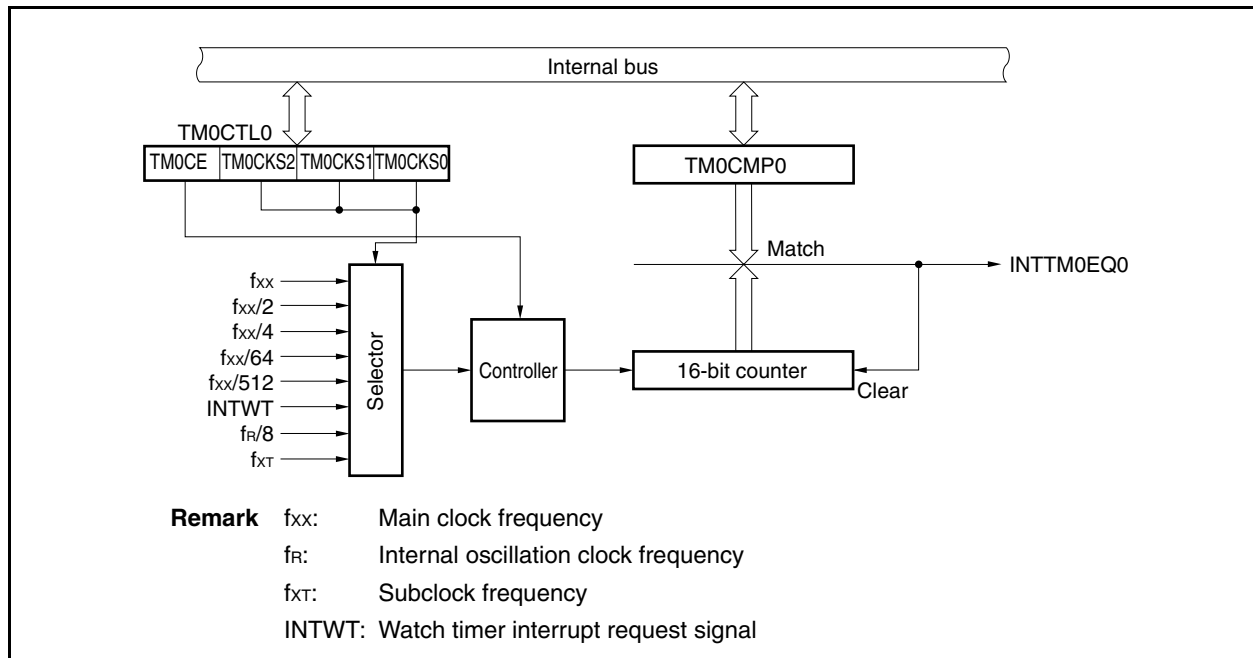 Internal bus
TM0CTL0
TM0CE TM0CKS2 TM0CKS1 TM0CKS0
TM0CMP0
Match
INTTM0EQ0
fXX
fXX/2
fXX/4
fXX/64
fXX/512
INTWT
fR/8
fXT
Selector
Controller
16-bit counter
Clear
Remark fXX: Main clock frequency
fR: Internal oscillation clock frequency
fXT: Subclock frequency
INTWT: Watch timer interrupt request signal